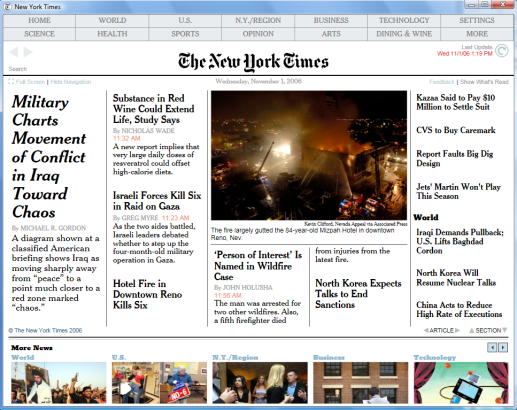 New York Times
HOME WORLD U.S. N.Y./REGION BUSINESS TECHNOLOGY SETTINGS
SCIENCE HEALTH SPORTS OPINION ARTS DINING & WINE MORE
Search
The New York Times
Last Update
Wed 11/1/06 1:19 PM
Full Screen | Hide Navigation
Wednesday, November 1, 2006
Feedback | Show What's Read
Military
Charts
Movement
of Conflict
in Iraq
Toward
Chaos
By MICHAEL R. GORDON
A diagram shown at a
classified American
briefing shows Iraq as
moving sharply away
from “peace” to a
point much closer to a
red zone marked
“chaos.”
Substance in Red
Wine Could Extend
Life, Study Says
By NICHOLAS WADE
11:32 AM
A new report implies that
very large daily doses of
resveratrol could offset
high-calorie diets.
Israeli Forces Kill Six
in Raid on Gaza
By GREG MYRE 11:23 AM
As the two sides battled,
Israeli leaders debated
whether to step up the
four-month-old military
operation in Gaza.
Hotel Fire in
Downtown Reno
Kills Six
Kevin Clifford, Nevada Appeal via Associated Press
The fire largely gutted the 84-year-old Mizpah Hotel in downtown
Reno, Nev.
‘Person of Interest’ Is
Named in Wildfire
Case
By JOHN HOLUSHA
11:56 AM
The man was arrested for
two other wildfires. Also,
a fifth firefighter died
from injuries from the
latest fire.
North Korea Expects
Talks to End
Sanctions
Kazaa Said to Pay $10
Million to Settle Suit
CVS to Buy Caremark
Report Faults Big Dig
Design
Jets' Martin Won't Play
This Season
World
Iraqi Demands Pullback;
U.S. Lifts Baghdad
Cordon
North Korea Will
Resume Nuclear Talks
China Acts to Reduce
High Rate of Executions
© The New York Times 2006
ARTICLE SECTION
More News
World U.S. N.Y./Region Business Technology